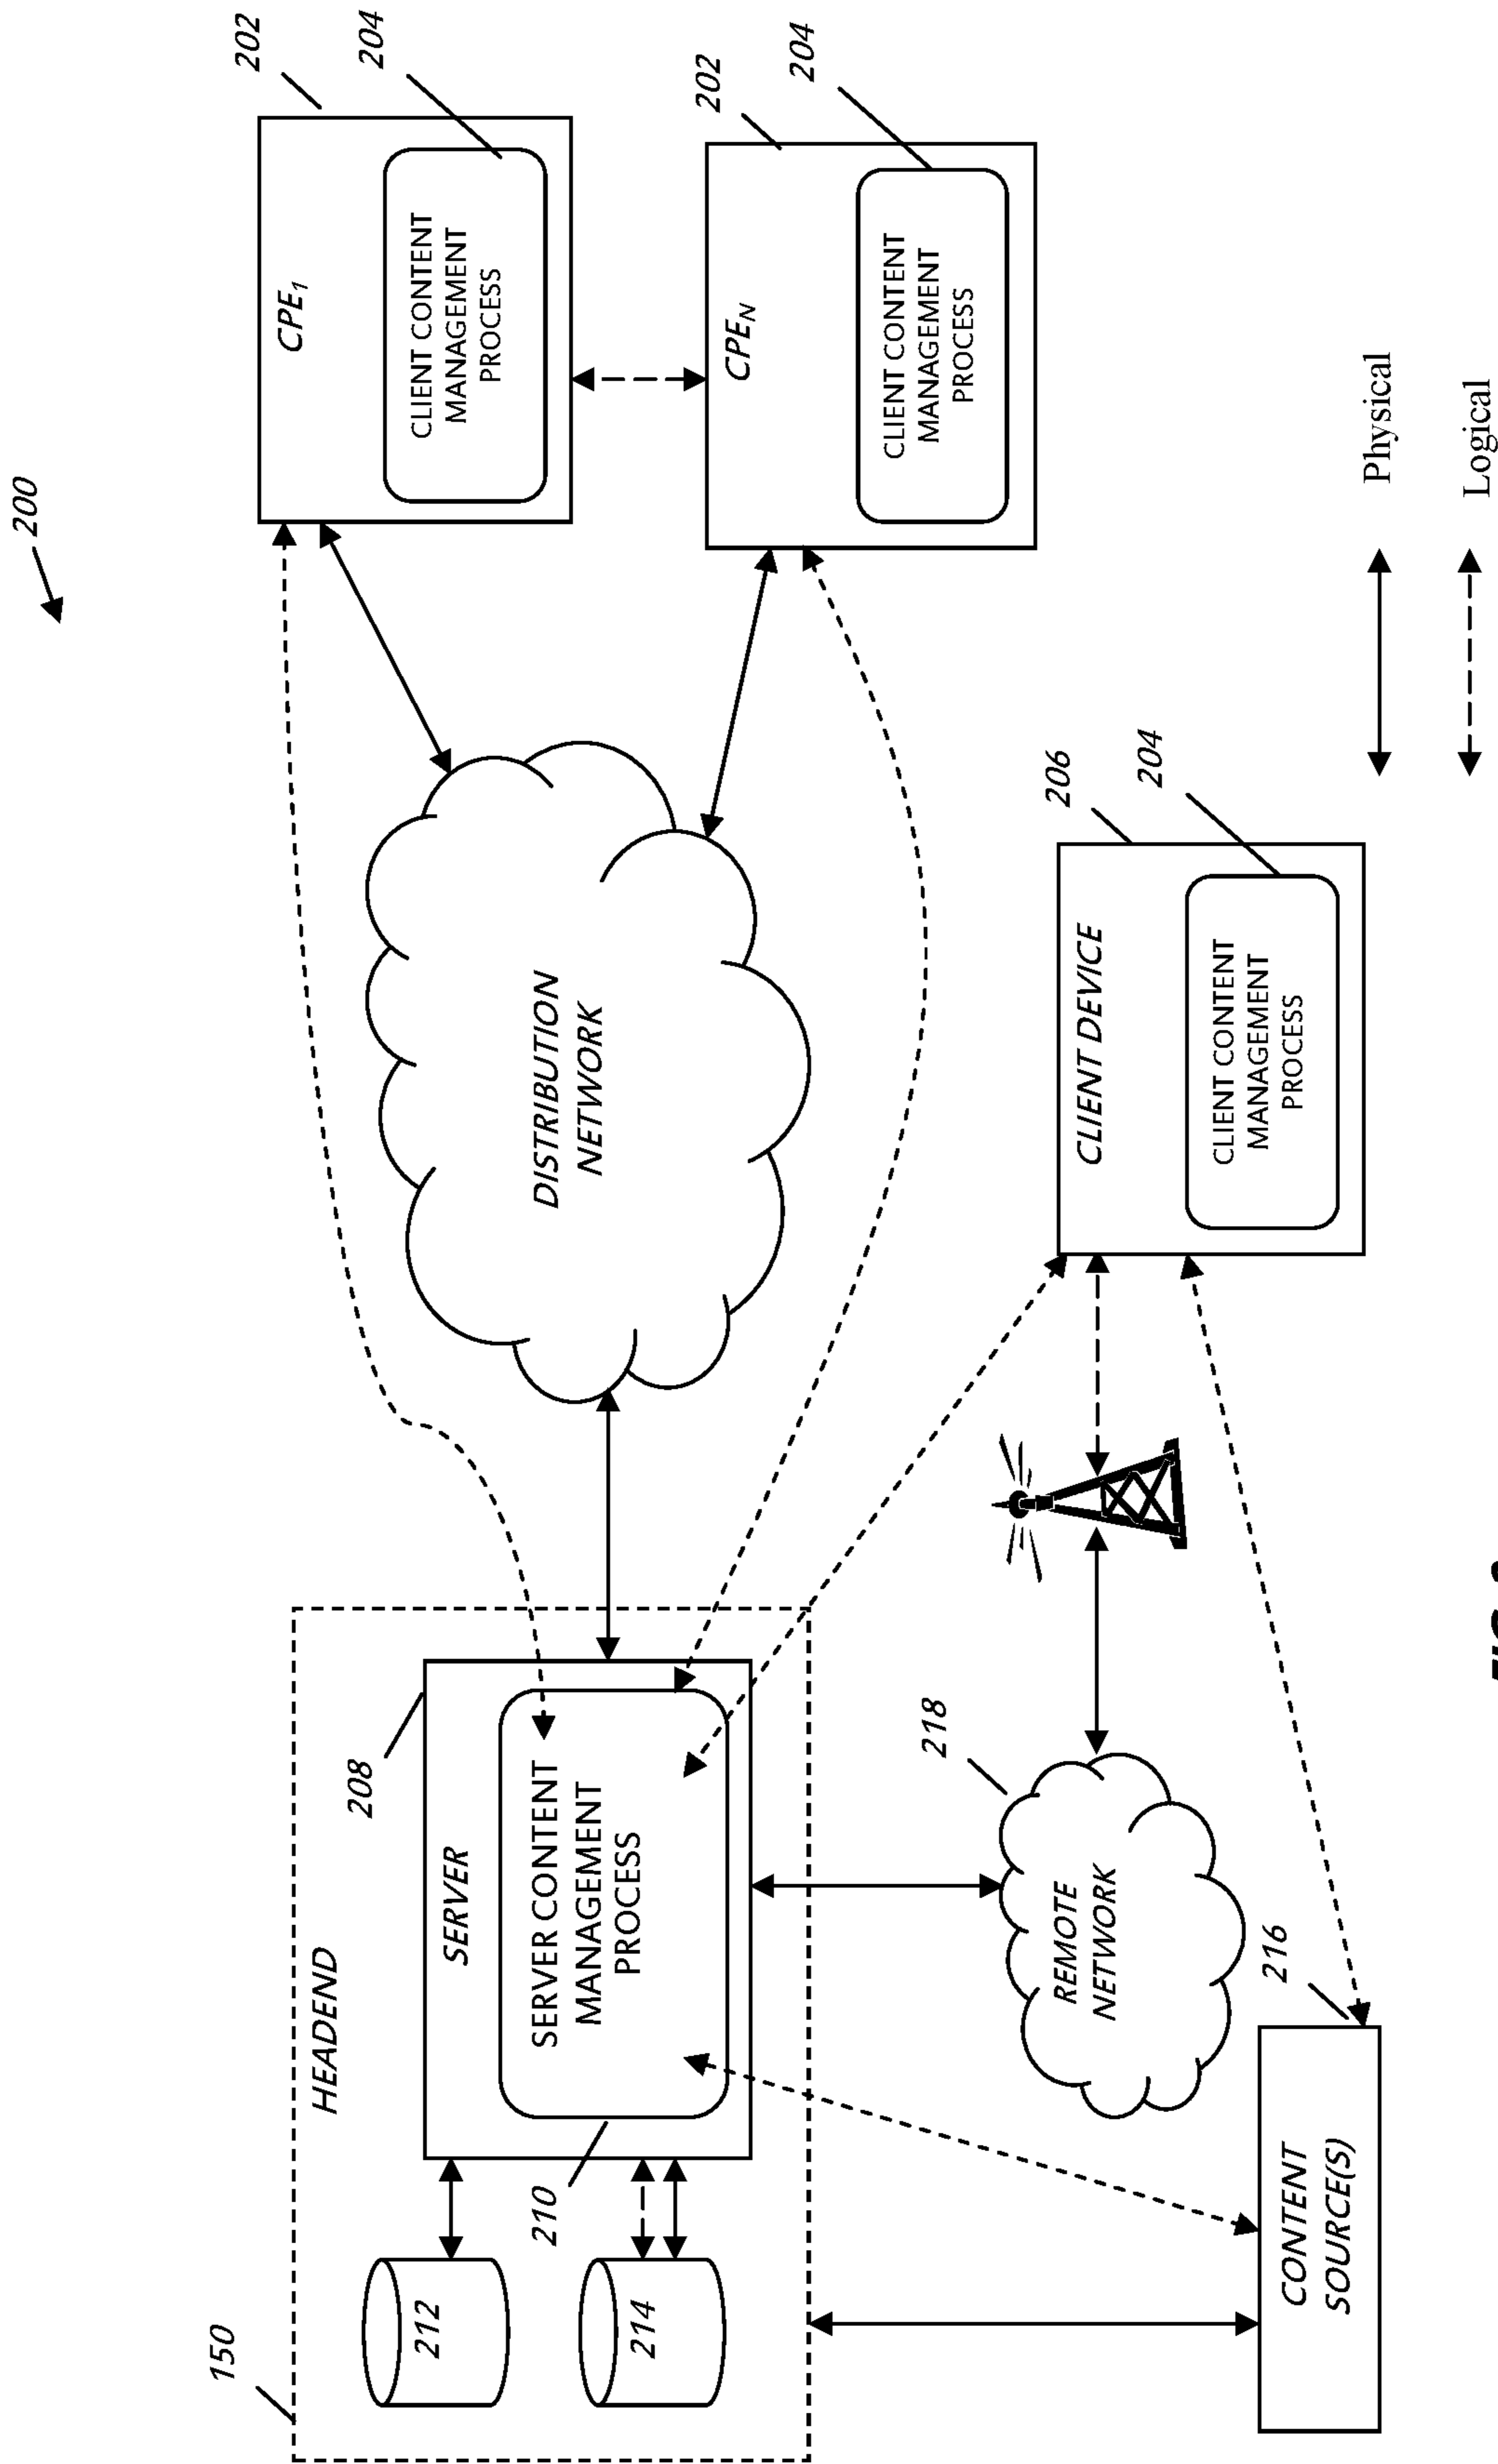 200
150
HEADEND
212
214
208
SERVER
SERVER CONTENT
MANAGEMENT
PROCESS
210
DISTRIBUTION
NETWORK
202
CPE1
204
CLIENT CONTENT
MANAGEMENT
PROCESS
202
CPEN
204
CLIENT CONTENT
MANAGEMENT
PROCESS
218
REMOTE
NETWORK
206
CLIENT DEVICE
204
CLIENT CONTENT
MANAGEMENT
PROCESS
216
CONTENT
SOURCE(S)
Physical
Logical